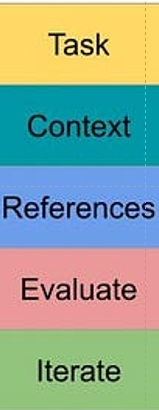 Task
Context
References
Evaluate
Iterate